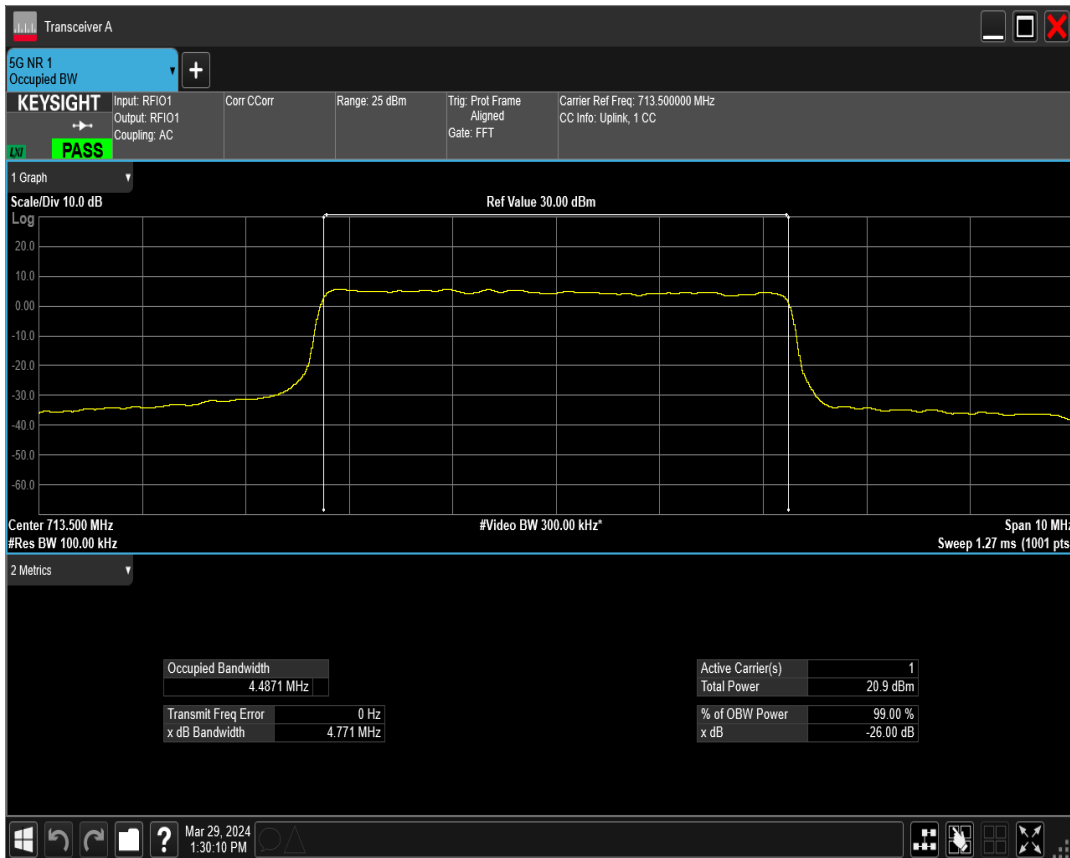 Transceiver A
5G NR 1
Occupied BW
+
KEYSIGHT
LXI
PASS
Input: RFIO1
Output: RFIO1
Coupling: AC
Corr CCorr
Range: 25 dBm
Trig: Prot Frame
Aligned
Gate: FFT
Carrier Ref Freq: 713.500000 MHz
CC Info: Uplink, 1 CC
1 Graph
Scale/Div 10.0 dB
Ref Value 30.00 dBm
Log
20.0
10.0
0.00
-10.0
-20.0
-30.0
-40.0
-50.0
-60.0
Center 713.500 MHz
#Video BW 300.00 kHz*
Span 10 MHz
#Res BW 100.00 kHz
Sweep 1.27 ms (1001 pts
2 Metrics
Occupied Bandwidth
4.4871 MHz
Transmit Freq Error 0 Hz
x dB Bandwidth 4.771 MHz
Active Carrier(s) 1
Total Power 20.9 dBm
% of OBW Power 99.00 %
x dB -26.00 dB
?
Mar 29, 2024
1:30:10 PM